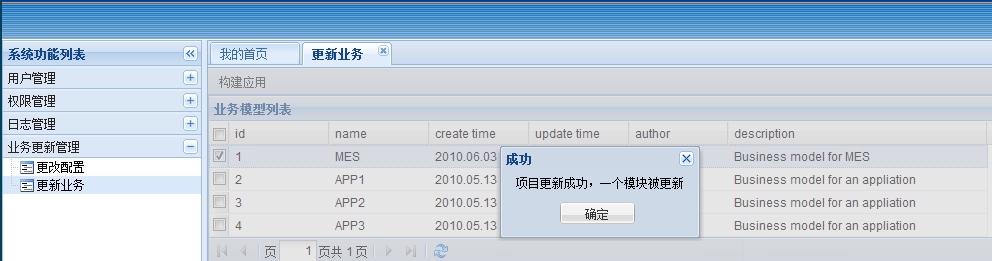 系统功能列表
我的首页
更新业务
用户管理
构建应用
权限管理
业务模型列表
日志管理
id name create time update time author description
业务更新管理
更改配置
更新业务
1 MES 2010.06.03 Business model for MES
2 APP1 2010.05.13 Business model for an appliation
3 APP2 2010.05.13 Business model for an appliation
4 APP3 2010.05.13 Business model for an appliation
成功
项目更新成功，一个模块被更新
确定
页 1 页共 1 页